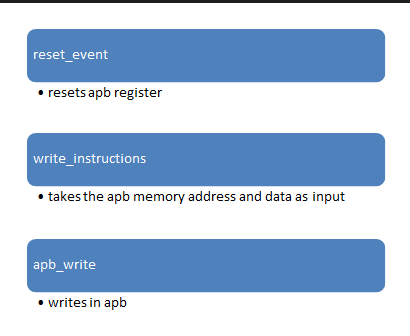 reset_event
• resets apb register
write_instructions
• takes the apb memory address and data as input
apb_write
• writes in apb